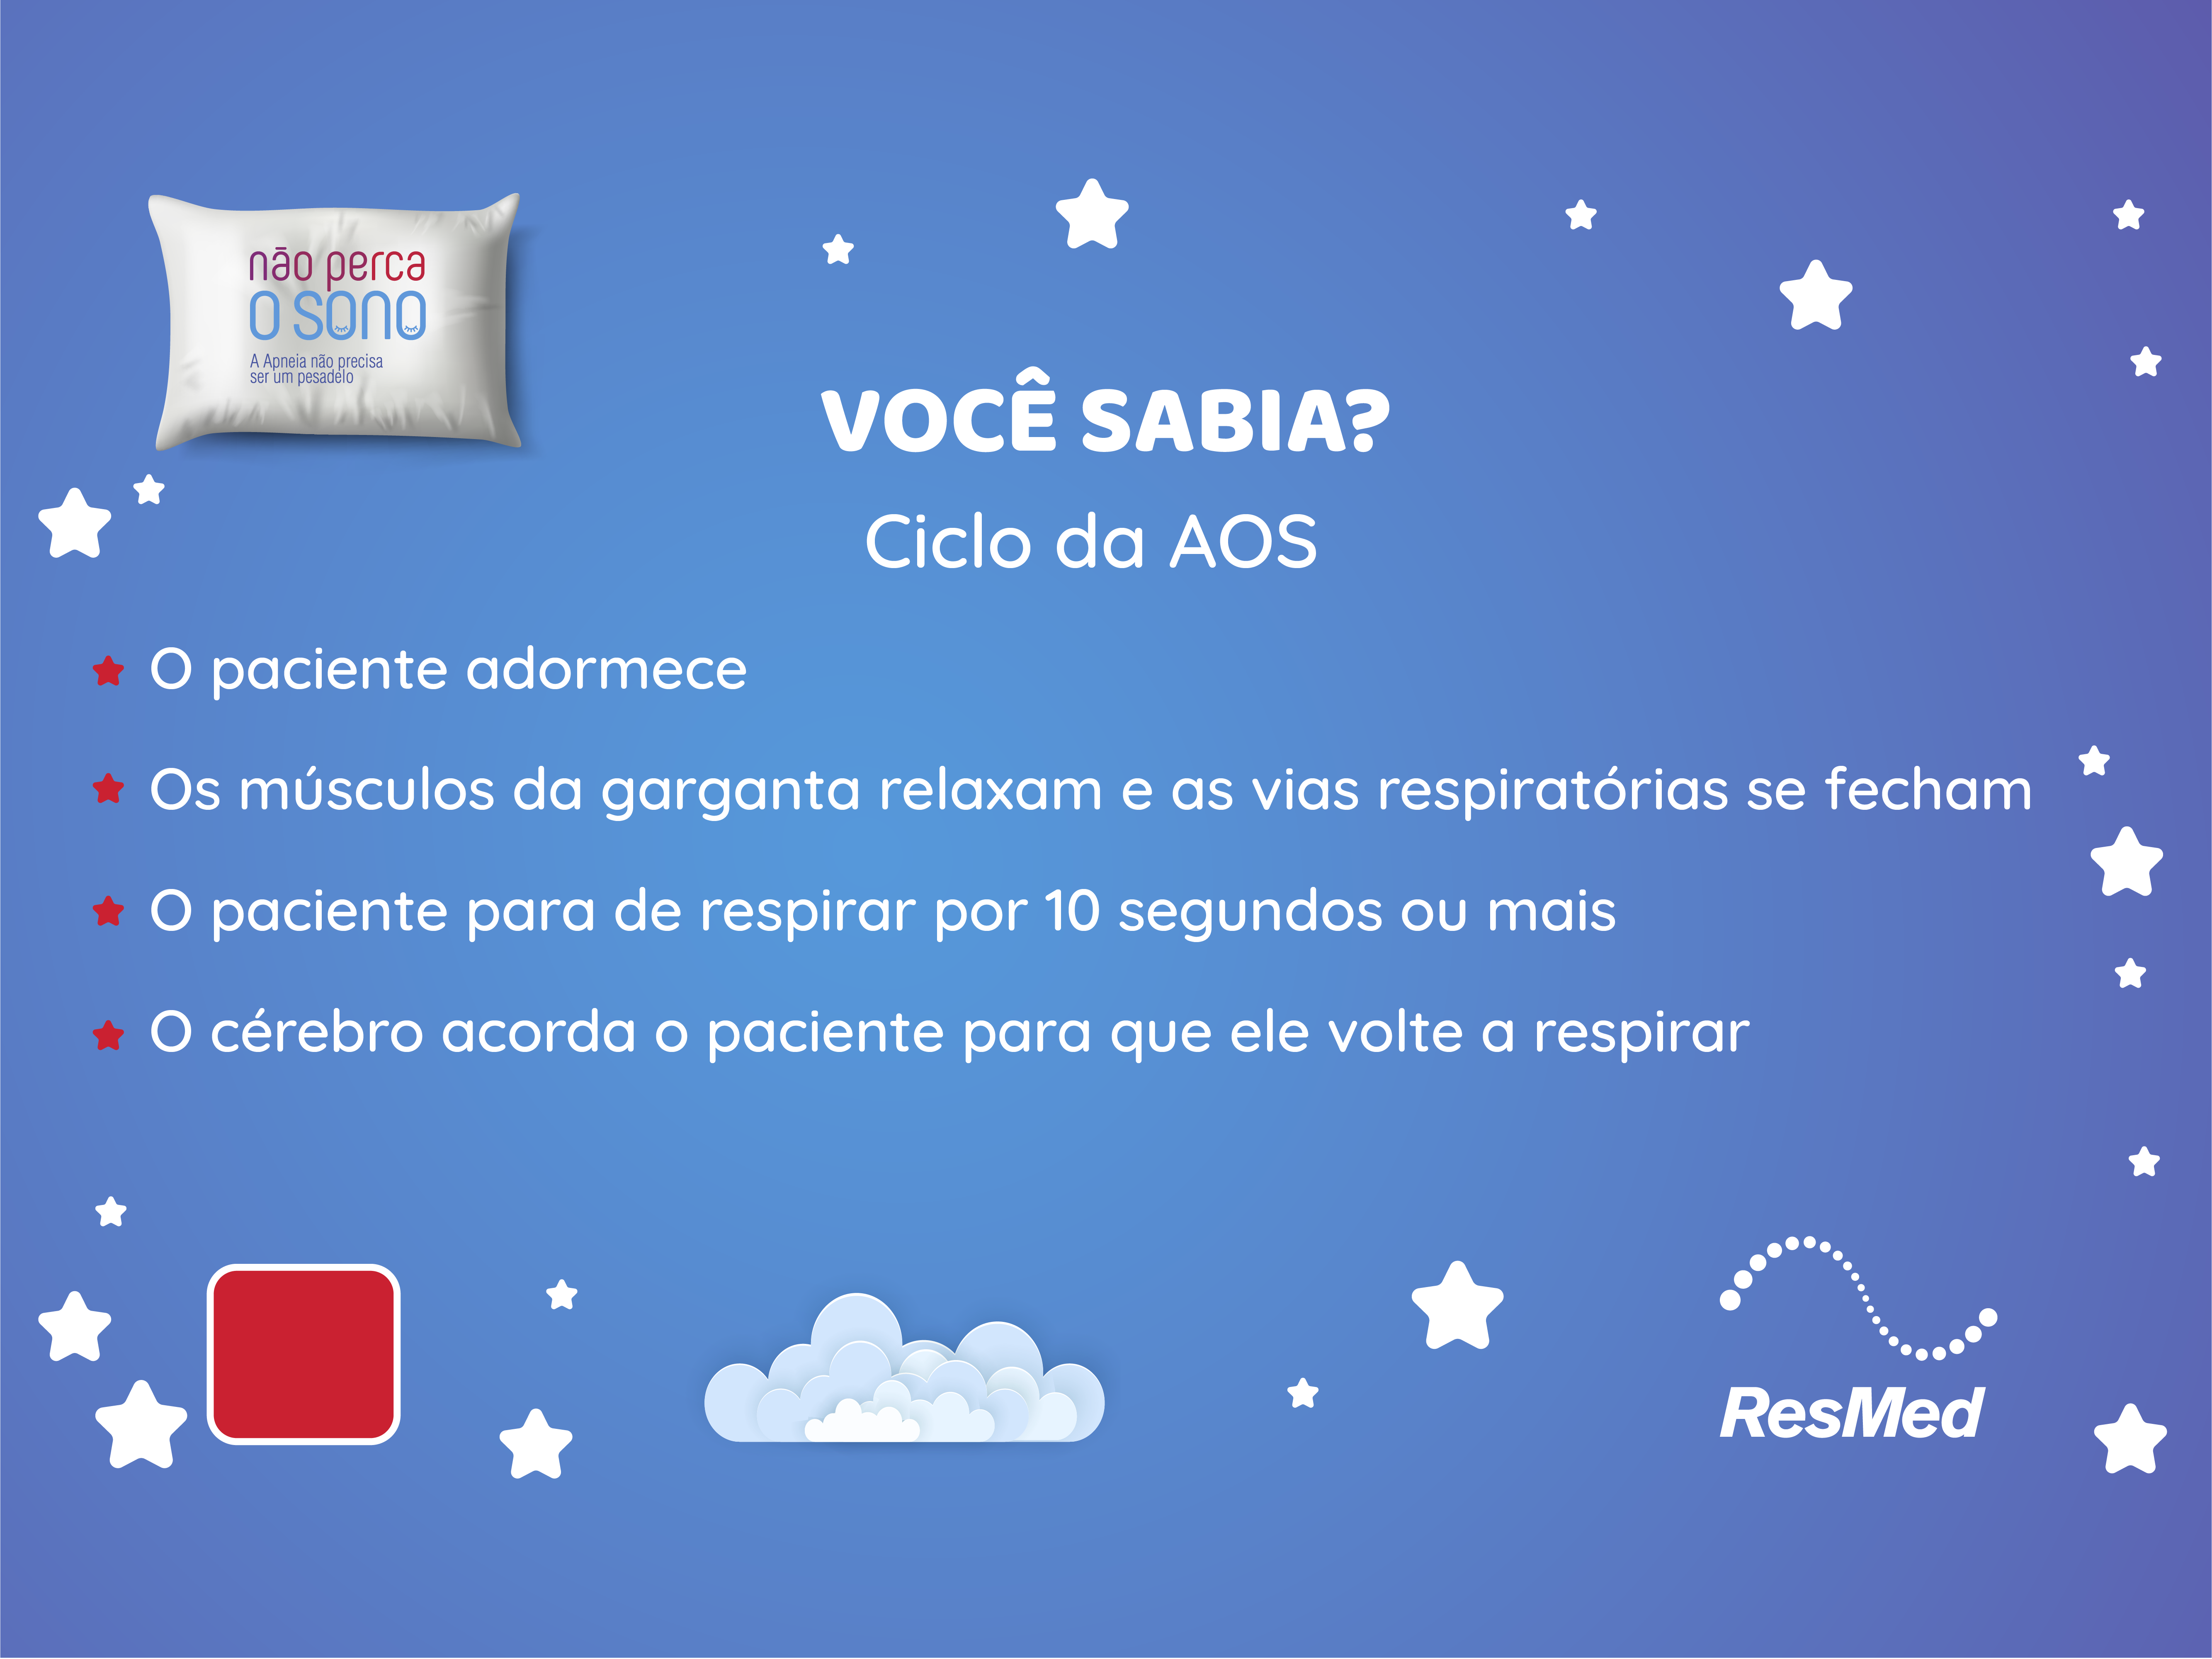 não perca
o sono
A Apneia não precisa
ser um pesadelo
VOCÊ SABIA?
Ciclo da AOS
O paciente adormece
Os músculos da garganta relaxam e as vias respiratórias se fecham
O paciente para de respirar por 10 segundos ou mais
O cérebro acorda o paciente para que ele volte a respirar
ResMed